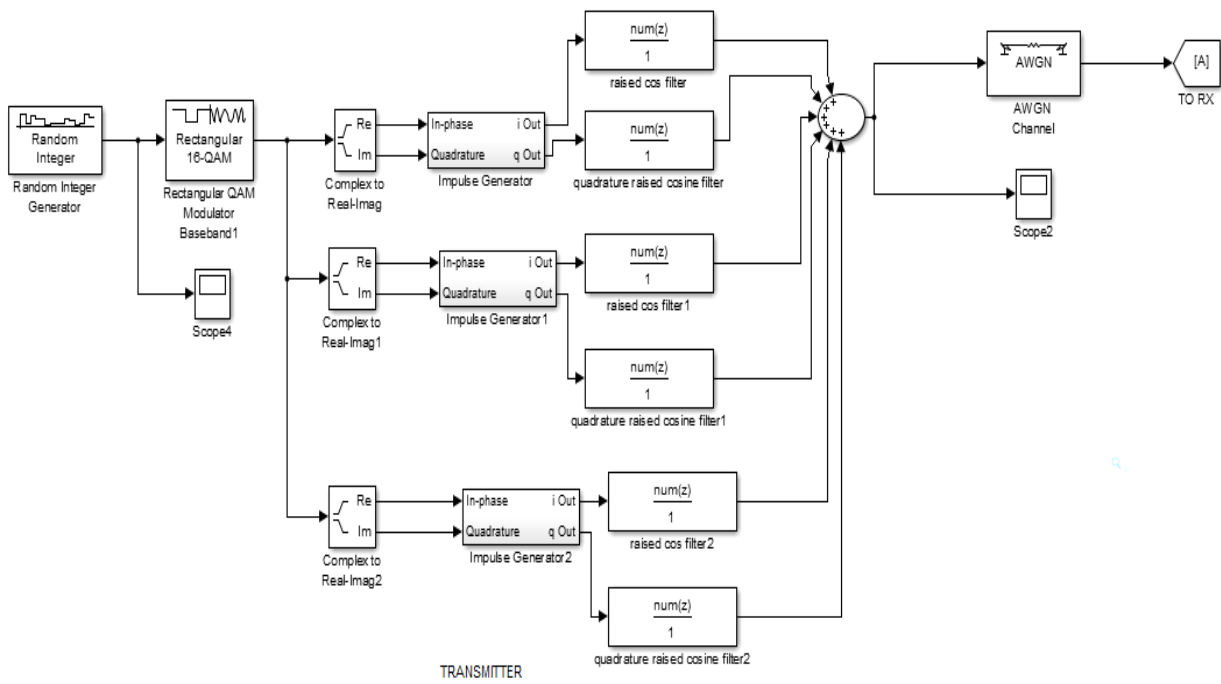 num(z)
1
raised cos filter
AWGN
AWGN
Channel
[A]
TO RX
Random
Integer
Random Integer
Generator
Rectangular
16-QAM
Rectangular QAM
Modulator
Baseband1
Re
Im
Complex to
Real-Imag
In-phase
i Out
Quadrature
q Out
Impulse Generator
num(z)
1
quadrature raised cosine filter
Scope2
Scope4
Re
Im
Complex to
Real-Imag1
In-phase
i Out
Quadrature
q Out
Impulse Generator1
num(z)
1
raised cos filter1
num(z)
1
quadrature raised cosine filter1
Re
Im
Complex to
Real-Imag2
In-phase
i Out
Quadrature
q Out
Impulse Generator2
num(z)
1
raised cos filter2
num(z)
1
quadrature raised cosine filter2
TRANSMITTER